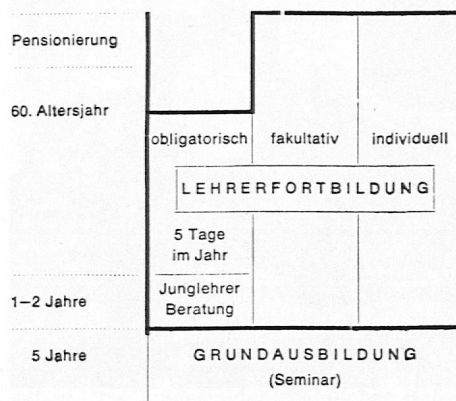 Pensionierung
60. Altersjahr
obligatorisch fakultativ individuell
LEHRERFORTBILDUNG
5 Tage
im Jahr
Junglehrer
1–2 Jahre Beratung
5 Jahre GRUNDAUSBILDUNG
(Seminar)